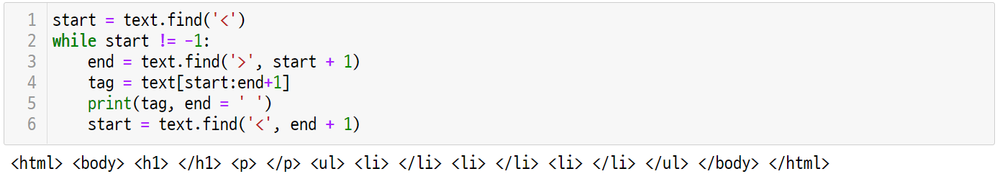 1 start = text.find('<')
2 while start != -1:
3     end = text.find('>', start + 1)
4     tag = text[start:end+1]
5     print(tag, end = ' ')
6     start = text.find('<', end + 1)
<html> <body> <h1> </h1> <p> </p> <ul> <li> </li> <li> </li> <li> </li> </ul> </body> </html>